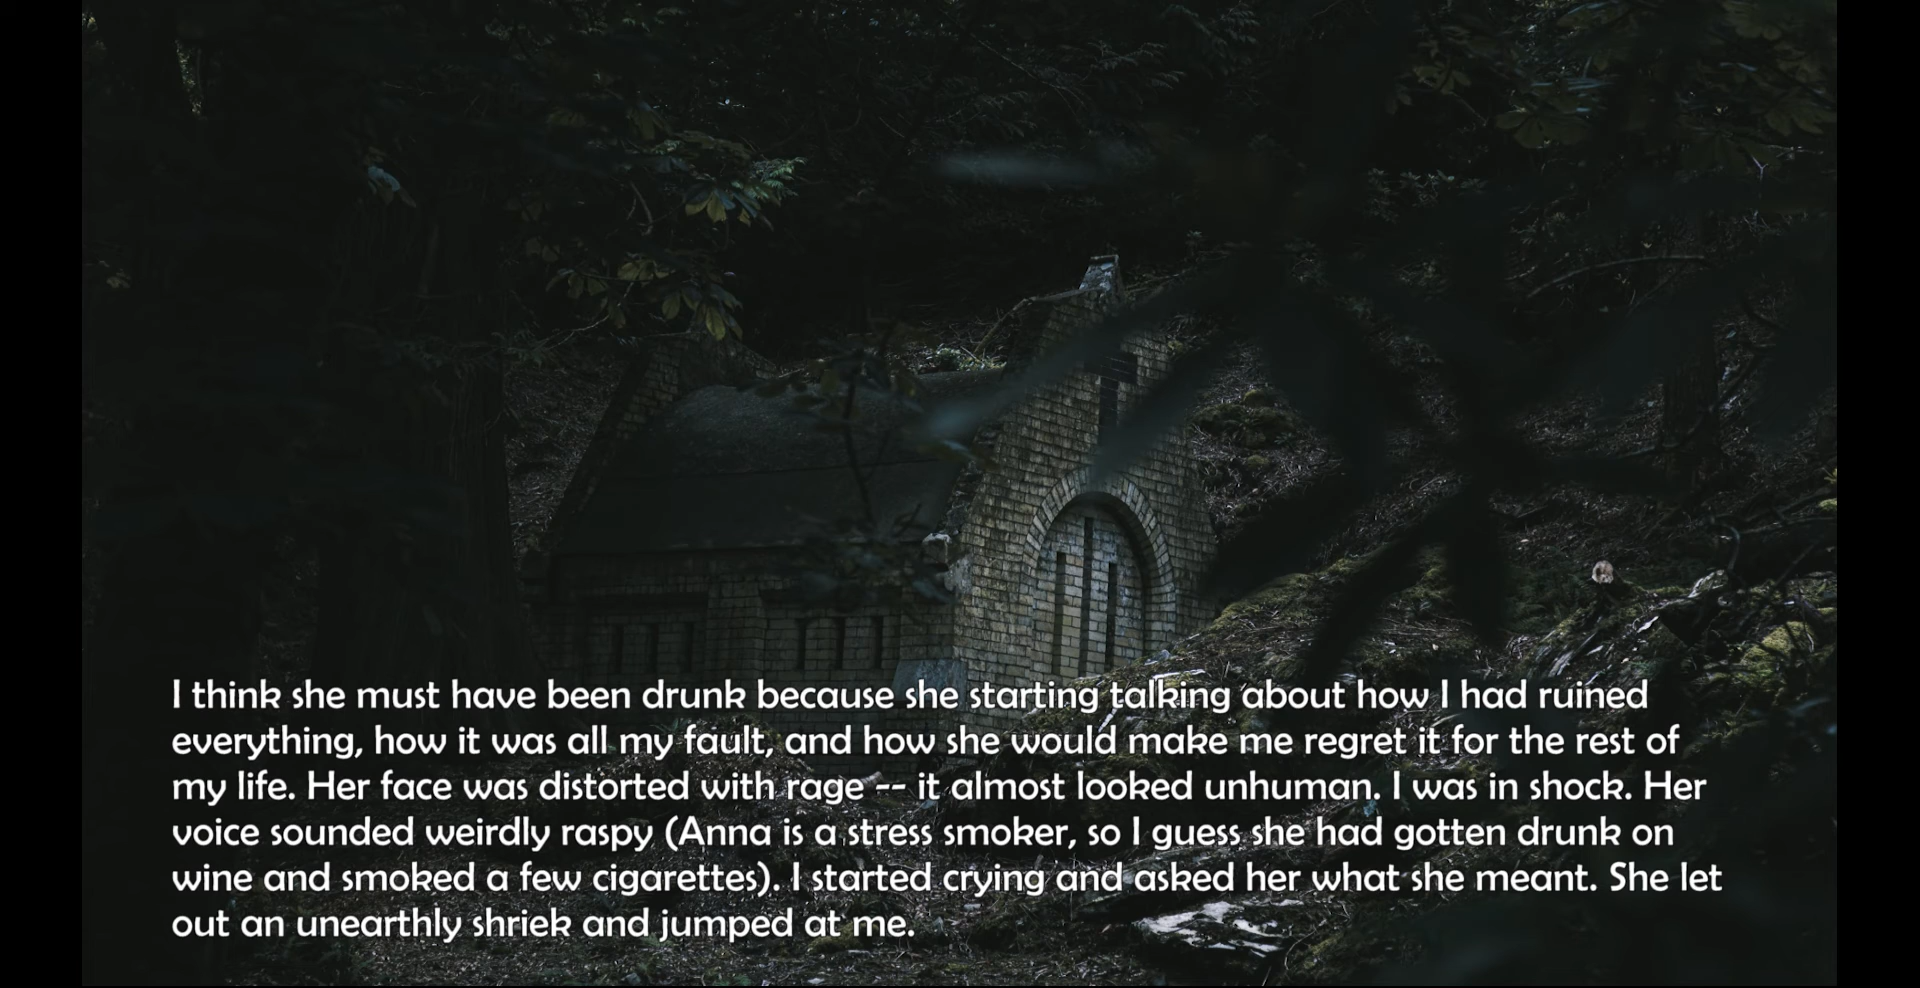 I think she must have been drunk because she starting talking about how I had ruined
everything, how it was all my fault, and how she would make me regret it for the rest of
my life. Her face was distorted with rage -- it almost looked unhuman. I was in shock. Her
voice sounded weirdly raspy (Anna is a stress smoker, so I guess she had gotten drunk on
wine and smoked a few cigarettes). I started crying and asked her what she meant. She let
out an unearthly shriek and jumped at me.